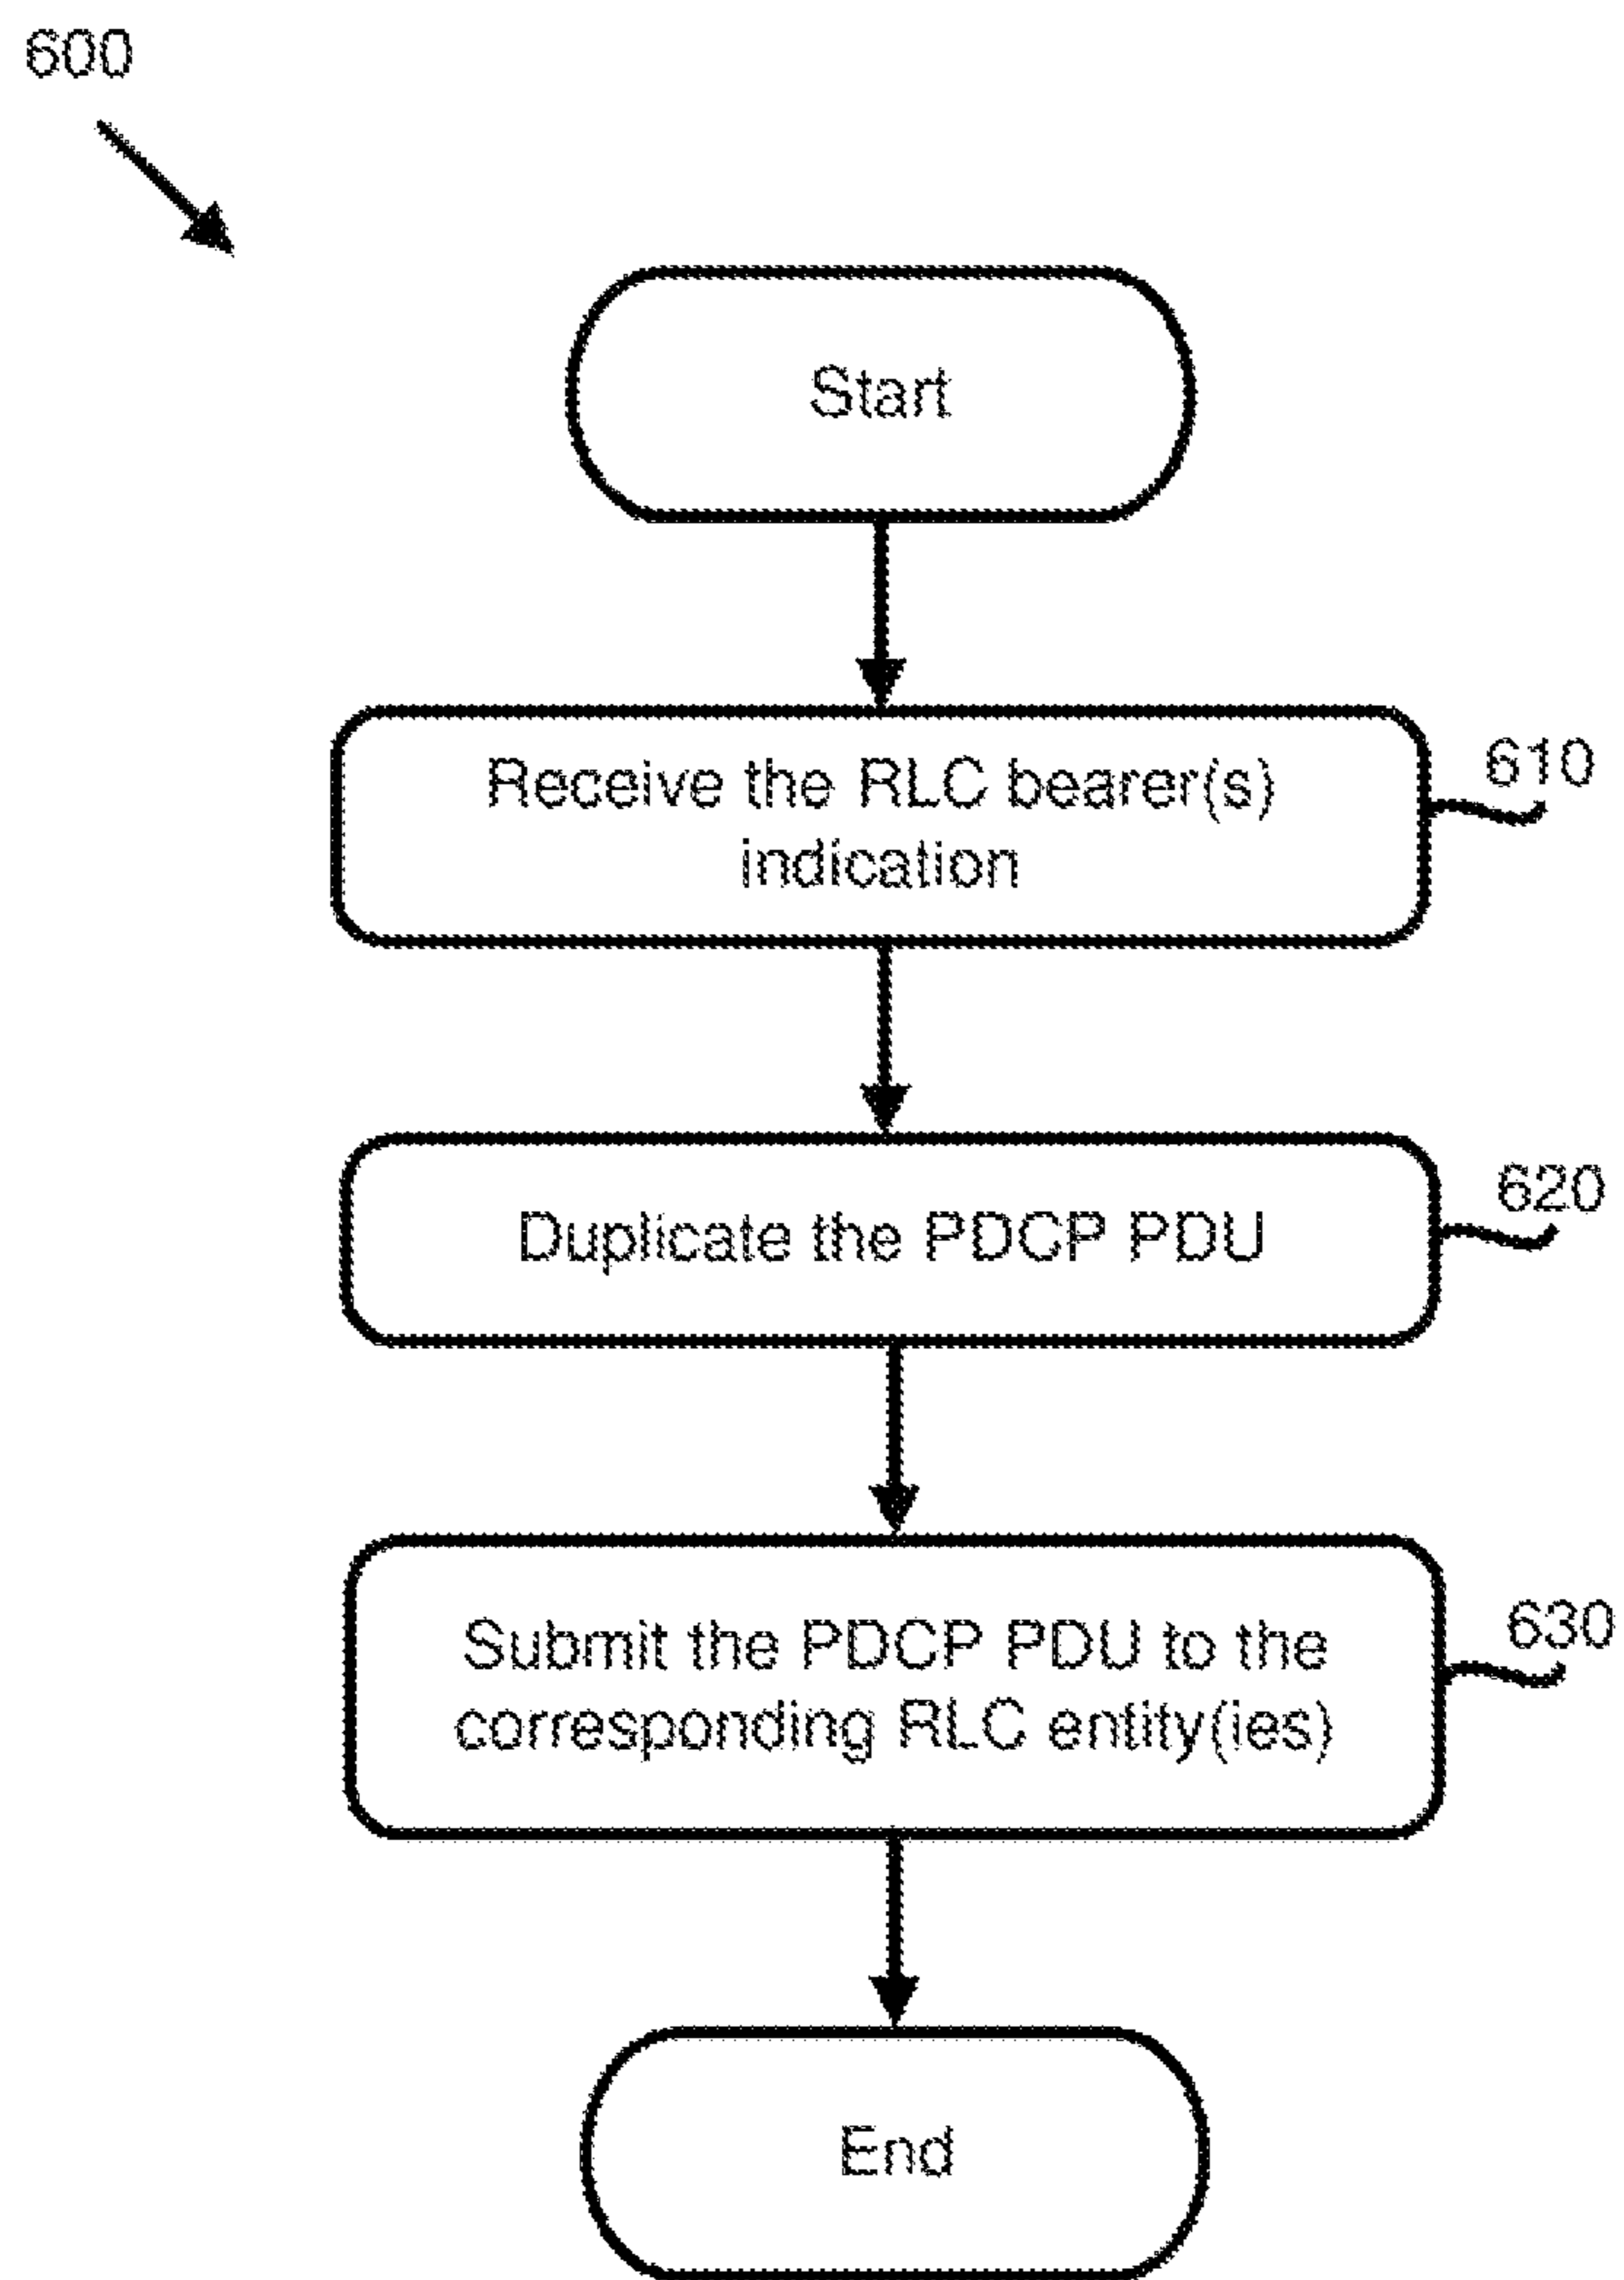 600
Start
Receive the RLC bearer(s)
indication
610
Duplicate the PDCP PDU
620
Submit the PDCP PDU to the
corresponding RLC entity(ies)
630
End